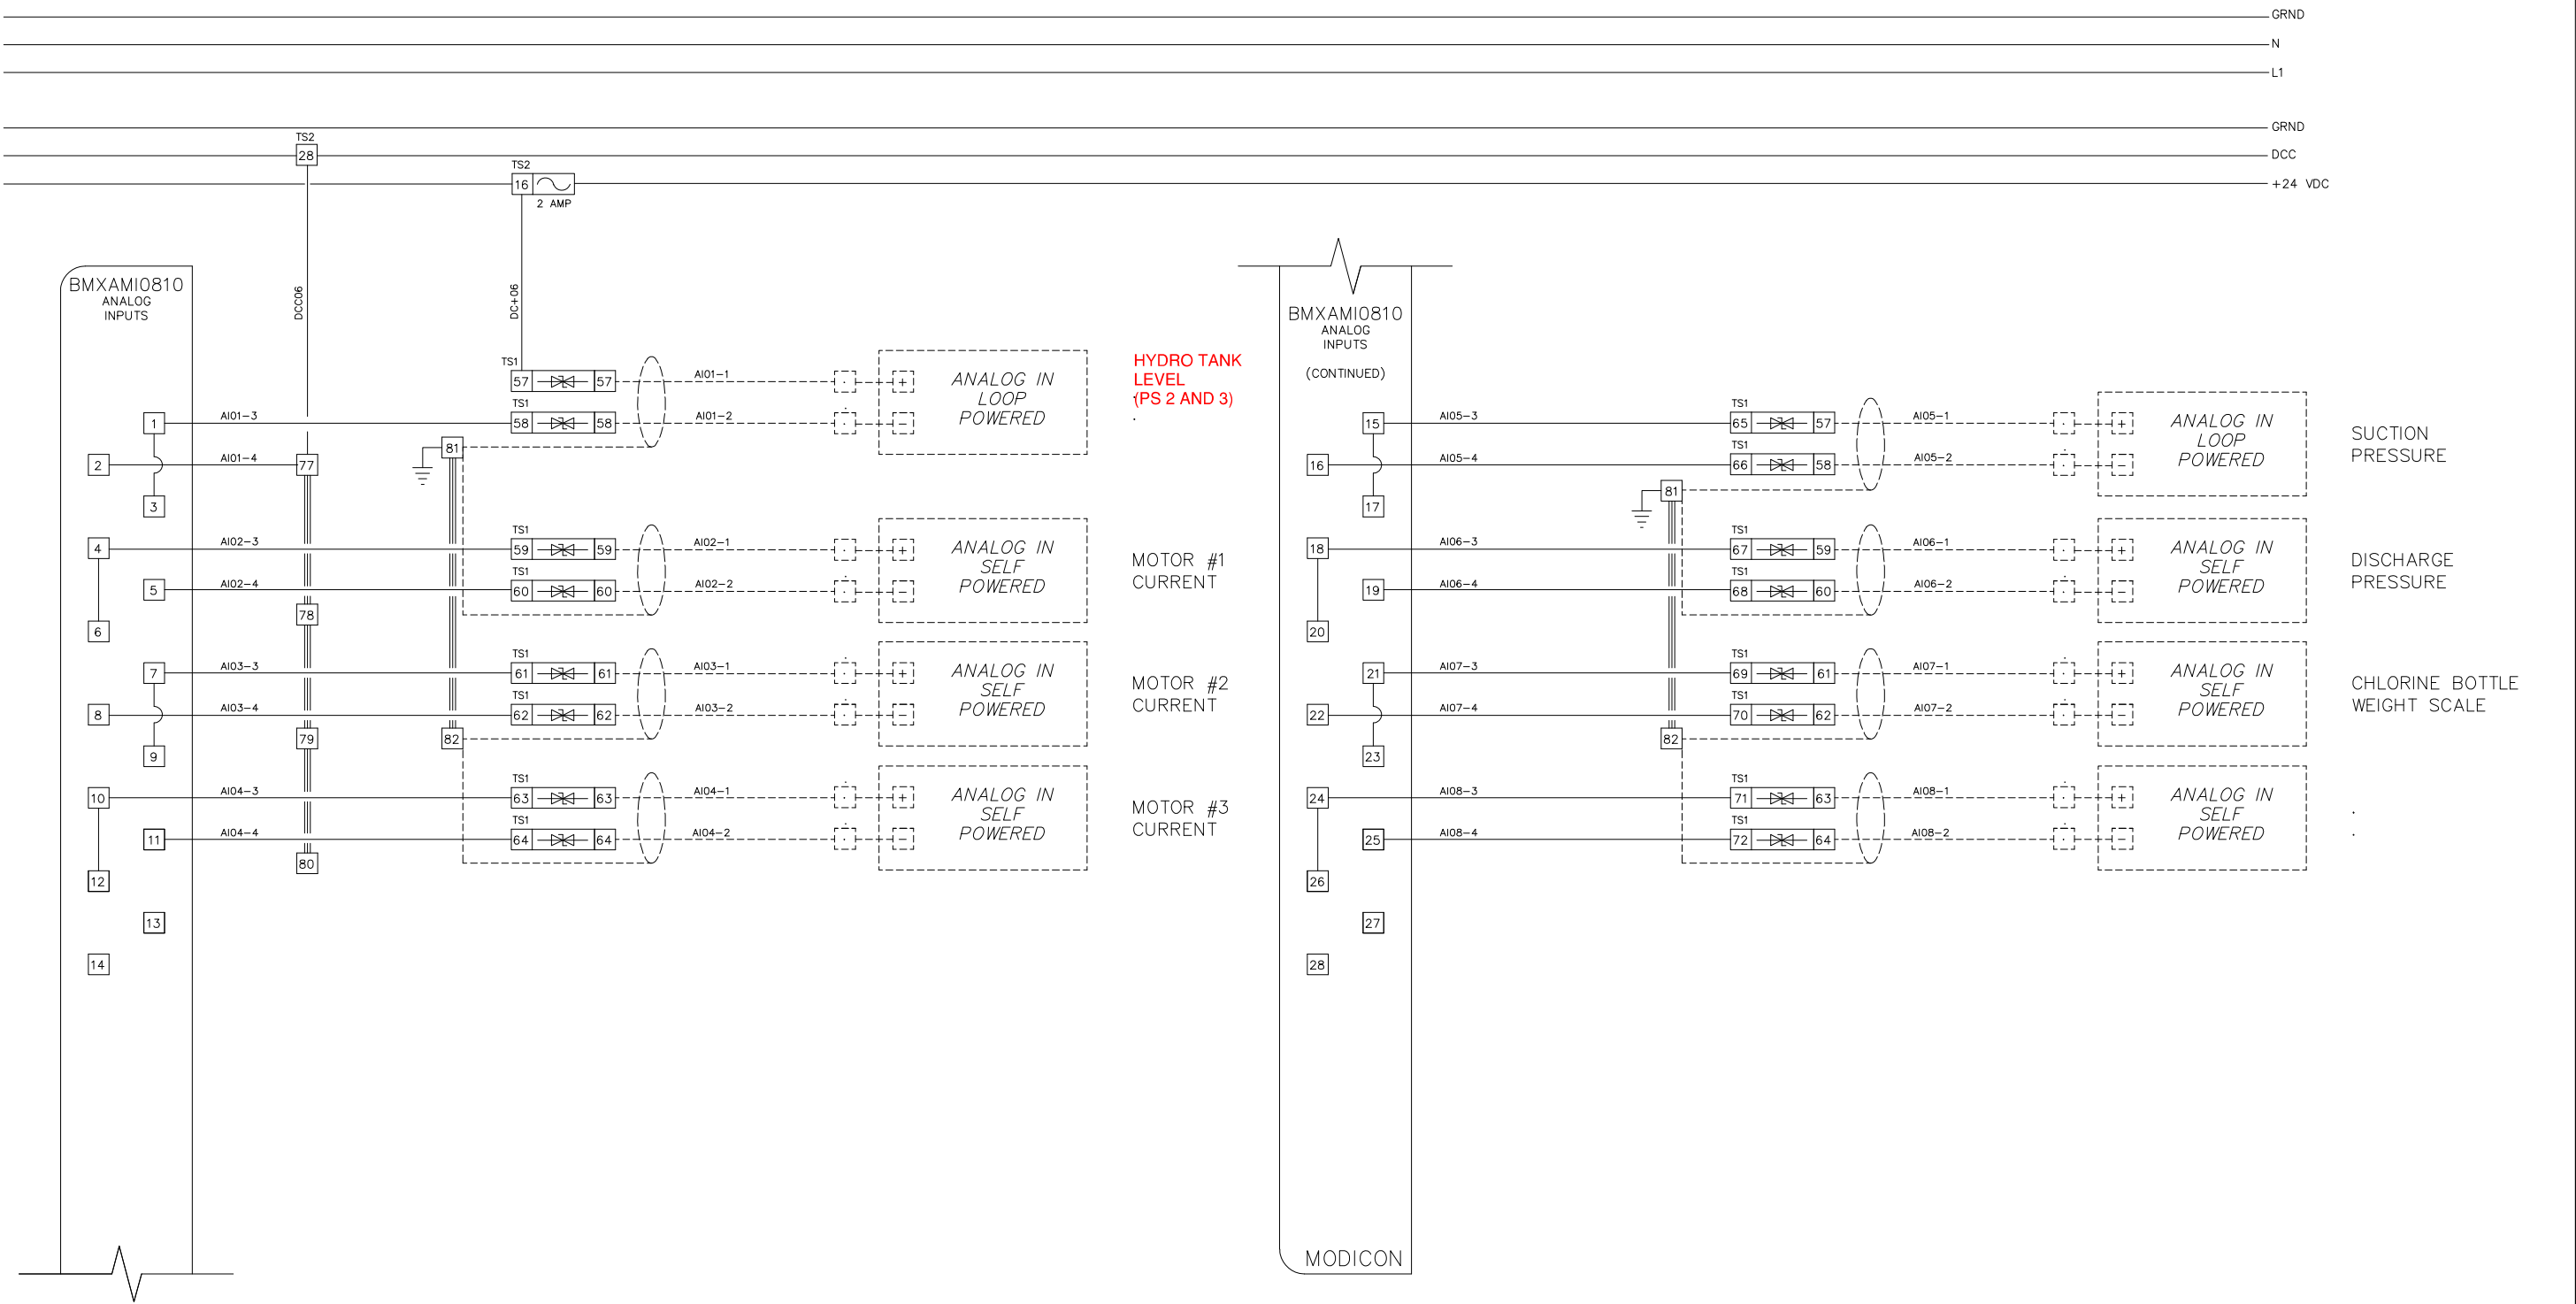 GRND
N
L1
GRND
DCC
+24 VDC
TS2
28
TS2
16
2 AMP
DCC06
DC+06
BMXAMI0810
ANALOG
INPUTS
1
2
3
4
5
6
7
8
9
10
11
12
13
14
AI01-3
AI01-4
AI02-3
AI02-4
AI03-3
AI03-4
AI04-3
AI04-4
77
78
79
80
81
82
TS1
57 57
AI01-1
+
TS1
58 58
AI01-2
-
ANALOG IN
LOOP
POWERED
HYDRO TANK
LEVEL
(PS 2 AND 3)
TS1
59 59
AI02-1
+
TS1
60 60
AI02-2
-
ANALOG IN
SELF
POWERED
MOTOR #1
CURRENT
TS1
61 61
AI03-1
+
TS1
62 62
AI03-2
-
ANALOG IN
SELF
POWERED
MOTOR #2
CURRENT
TS1
63 63
AI04-1
+
TS1
64 64
AI04-2
-
ANALOG IN
SELF
POWERED
MOTOR #3
CURRENT
BMXAMI0810
ANALOG
INPUTS
(CONTINUED)
15
16
17
18
19
20
21
22
23
24
25
26
27
28
MODICON
AI05-3
AI05-4
AI06-3
AI06-4
AI07-3
AI07-4
AI08-3
AI08-4
81
82
TS1
65 57
AI05-1
+
TS1
66 58
AI05-2
-
ANALOG IN
LOOP
POWERED
SUCTION
PRESSURE
TS1
67 59
AI06-1
+
TS1
68 60
AI06-2
-
ANALOG IN
SELF
POWERED
DISCHARGE
PRESSURE
TS1
69 61
AI07-1
+
TS1
70 62
AI07-2
-
ANALOG IN
SELF
POWERED
CHLORINE BOTTLE
WEIGHT SCALE
TS1
71 63
AI08-1
+
TS1
72 64
AI08-2
-
ANALOG IN
SELF
POWERED